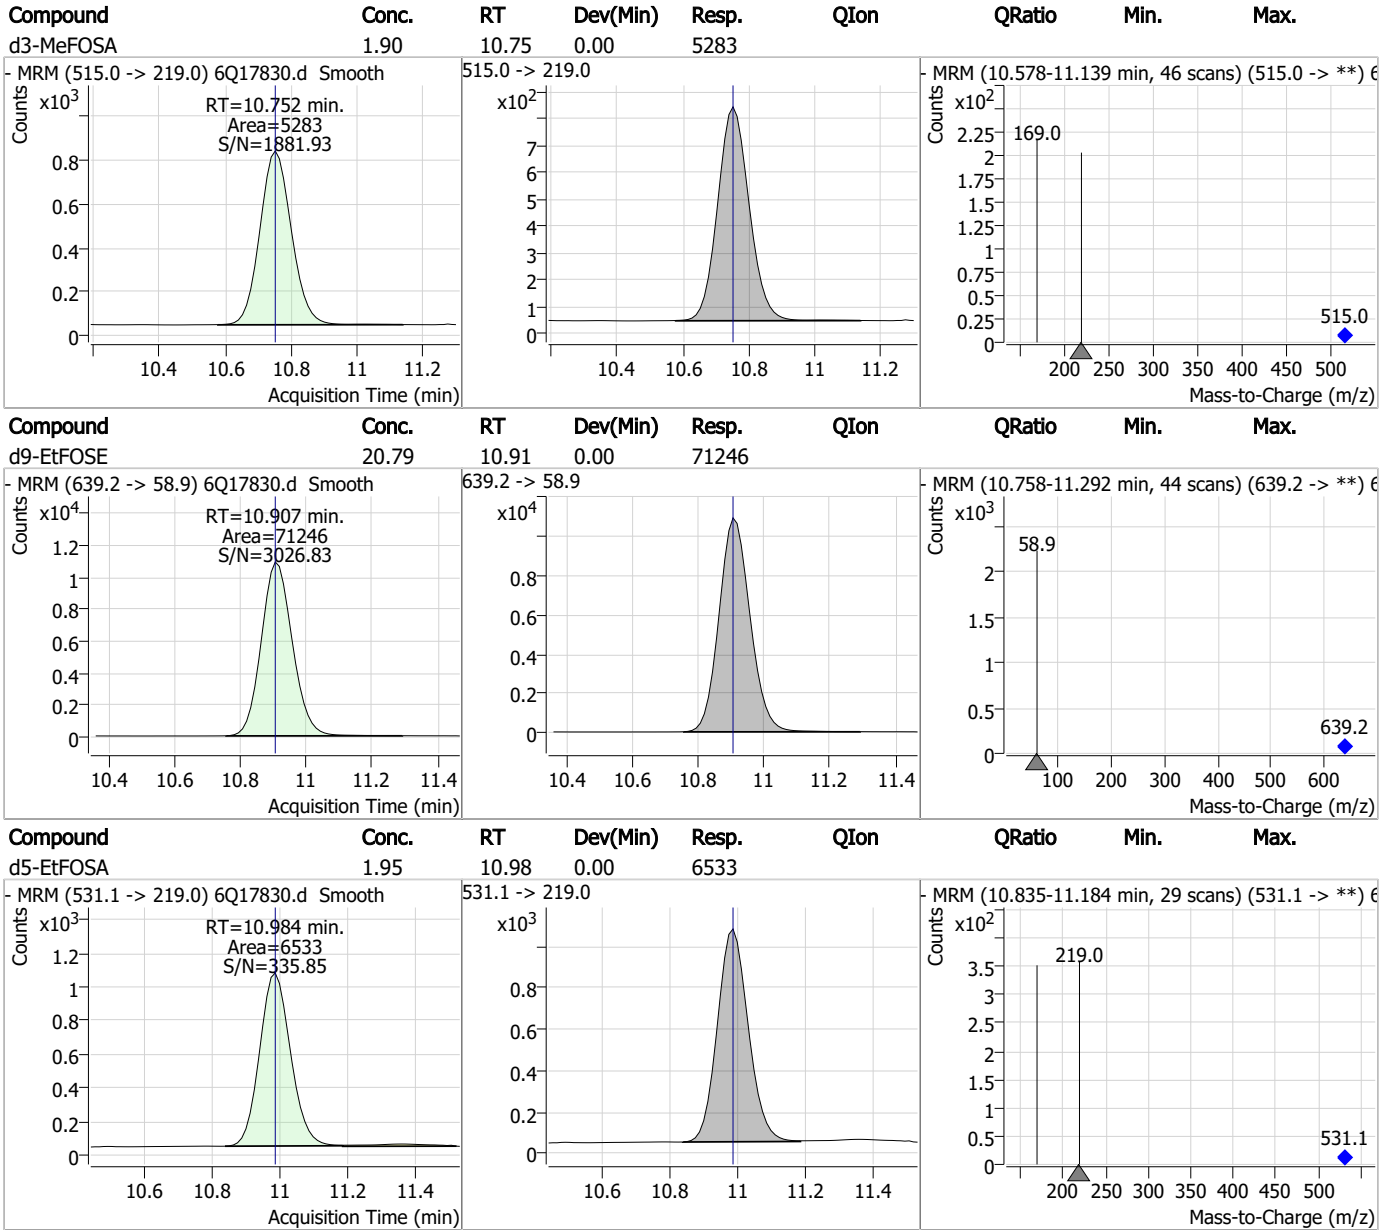 Compound Conc. RT Dev(Min) Resp. QIon QRatio Min. Max.
d3-MeFOSA 1.90 10.75 0.00 5283
- MRM (515.0 -> 219.0) 6Q17830.d Smooth
Counts
x10³
RT=10.752 min.
Area=5283
S/N=1881.93
0.8
0.6
0.4
0.2
0
10.4 10.6 10.8 11 11.2
Acquisition Time (min)
515.0 -> 219.0
x10²
7
6
5
4
3
2
1
0
10.4 10.6 10.8 11 11.2
- MRM (10.578-11.139 min, 46 scans) (515.0 -> **) 6
Counts
x10²
2.25
2
1.75
1.5
1.25
1
0.75
0.5
0.25
0
169.0
515.0
200 250 300 350 400 450 500
Mass-to-Charge (m/z)
Compound Conc. RT Dev(Min) Resp. QIon QRatio Min. Max.
d9-EtFOSE 20.79 10.91 0.00 71246
- MRM (639.2 -> 58.9) 6Q17830.d Smooth
Counts
x10⁴
RT=10.907 min.
Area=71246
S/N=3026.83
1.2
1
0.8
0.6
0.4
0.2
0
10.4 10.6 10.8 11 11.2 11.4
Acquisition Time (min)
639.2 -> 58.9
x10⁴
0.8
0.6
0.4
0.2
0
10.4 10.6 10.8 11 11.2 11.4
- MRM (10.758-11.292 min, 44 scans) (639.2 -> **) 6
Counts
x10³
2
1.5
1
0.5
0
58.9
639.2
100 200 300 400 500 600
Mass-to-Charge (m/z)
Compound Conc. RT Dev(Min) Resp. QIon QRatio Min. Max.
d5-EtFOSA 1.95 10.98 0.00 6533
- MRM (531.1 -> 219.0) 6Q17830.d Smooth
Counts
x10³
RT=10.984 min.
Area=6533
S/N=335.85
1.2
1
0.8
0.6
0.4
0.2
0
10.6 10.8 11 11.2 11.4
Acquisition Time (min)
531.1 -> 219.0
x10³
0.8
0.6
0.4
0.2
0
10.6 10.8 11 11.2 11.4
- MRM (10.835-11.184 min, 29 scans) (531.1 -> **) 6
Counts
x10²
3.5
3
2.5
2
1.5
1
0.5
0
219.0
531.1
200 250 300 350 400 450 500
Mass-to-Charge (m/z)